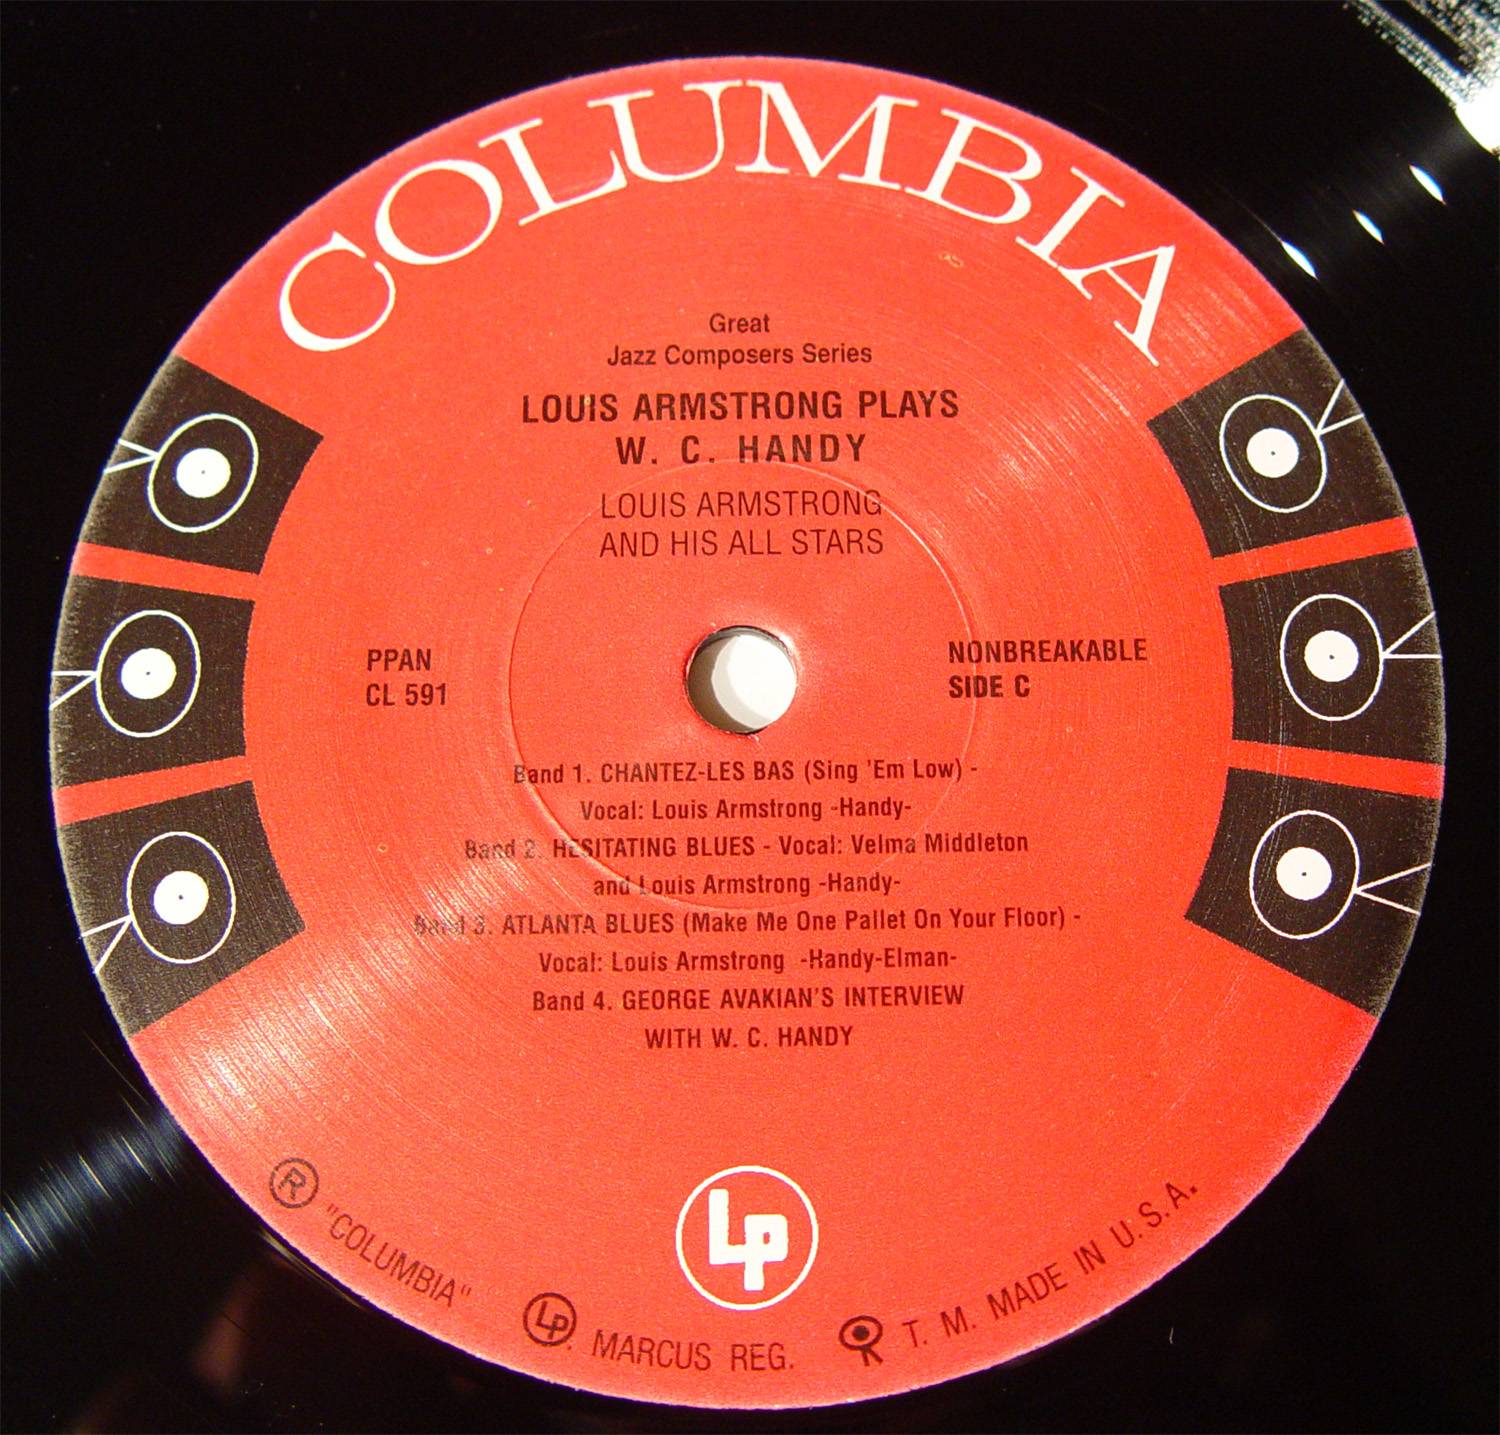 COLUMBIA
Great
Jazz Composers Series
LOUIS ARMSTRONG PLAYS
W. C. HANDY
LOUIS ARMSTRONG
AND HIS ALL STARS
PPAN
CL 591
NONBREAKABLE
SIDE C
Band 1. CHANTEZ-LES BAS (Sing 'Em Low) -
Vocal: Louis Armstrong -Handy-
Band 2. HESITATING BLUES - Vocal: Velma Middleton
and Louis Armstrong -Handy-
Band 3. ATLANTA BLUES (Make Me One Pallet On Your Floor) -
Vocal: Louis Armstrong -Handy-Elman-
Band 4. GEORGE AVAKIAN'S INTERVIEW
WITH W. C. HANDY
LP
® "COLUMBIA" LP. MARCUS REG. T. M. MADE IN U. S. A.